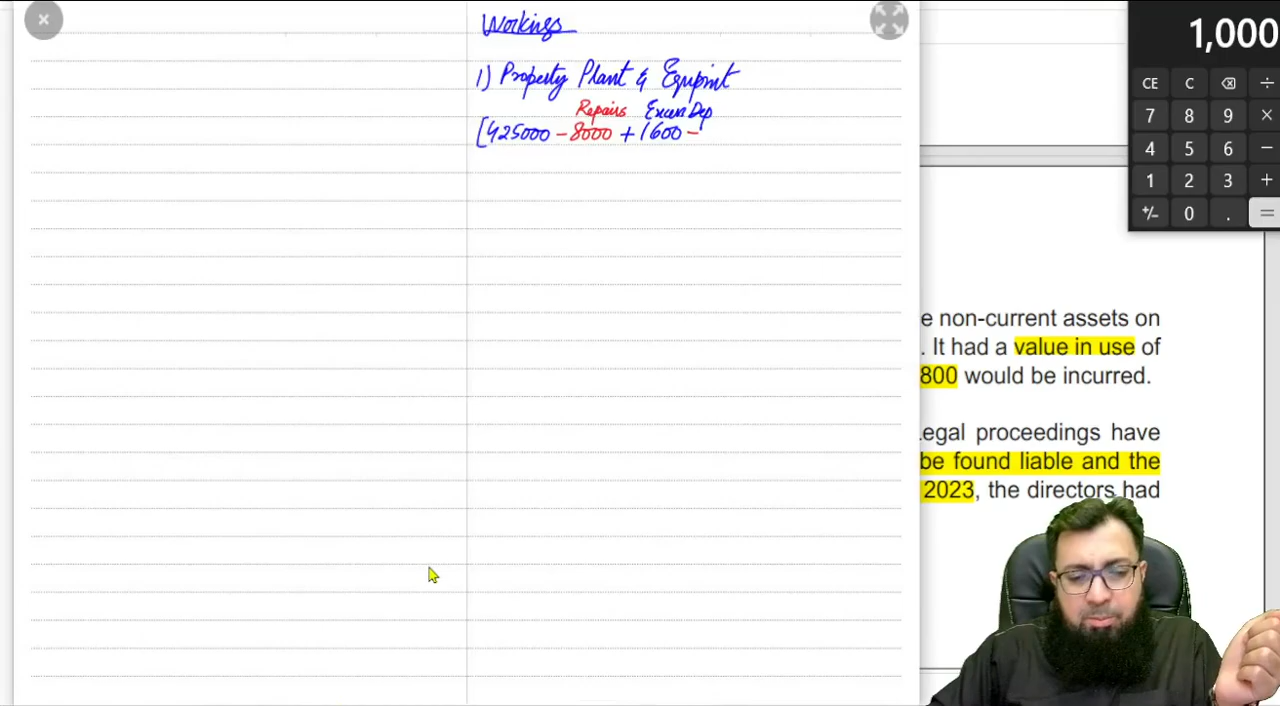 Workings
1) Property Plant & Equipmnt
Repairs Excess Dep
[425000 - 8000 + 1600 -
1,000
CE C ⌫ ÷
7 8 9 ×
4 5 6 −
1 2 3 +
+/- 0 . =
e non-current assets on
. It had a value in use of
800 would be incurred.
Legal proceedings have
be found liable and the
2023, the directors had